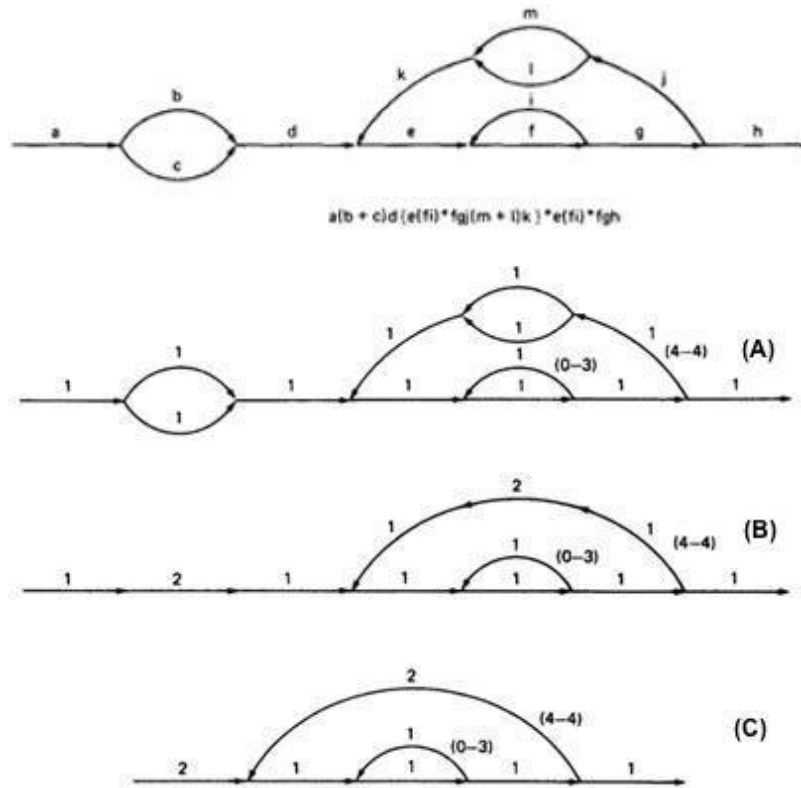 m
k l j
b i
a d e f g h
c
a(b + c)d{e(fi)*fgj(m + l)k}*e(fi)*fgh
1
1 1 1 (4–4) (A)
1 1 (0–3)
1 1 1 1 1 1
1
2
1 1 (4–4) (B)
1 (0–3)
1 2 1 1 1 1 1
2
(4–4) (C)
1 (0–3)
2 1 1 1 1